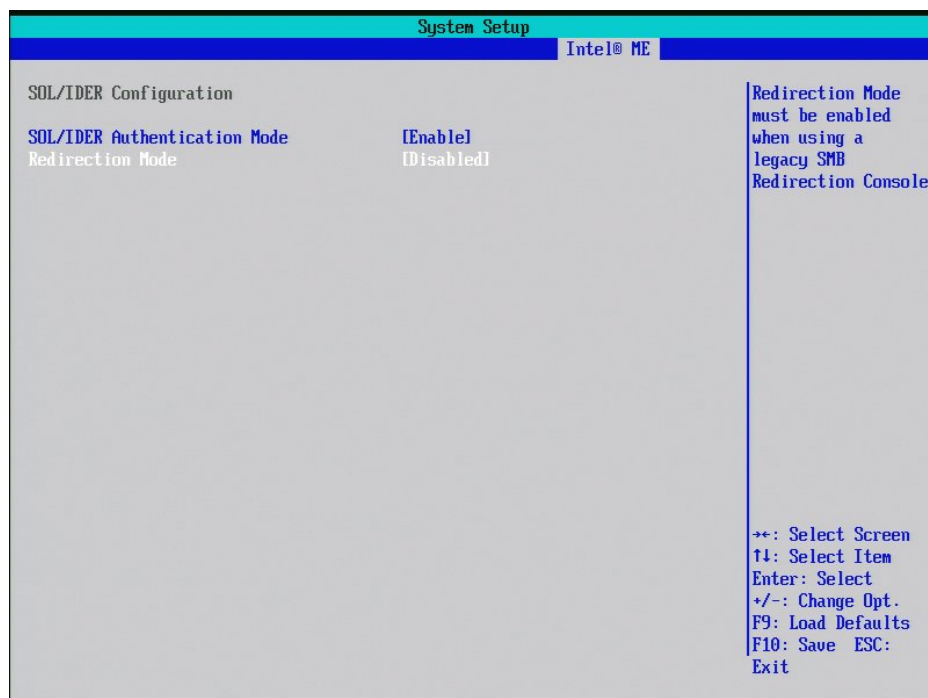 System Setup
Intel® ME
SOL/IDER Configuration
SOL/IDER Authentication Mode [Enable]
Redirection Mode [Disabled]
Redirection Mode
must be enabled
when using a
legacy SMB
Redirection Console
→←: Select Screen
↑↓: Select Item
Enter: Select
+/-: Change Opt.
F9: Load Defaults
F10: Save ESC:
Exit